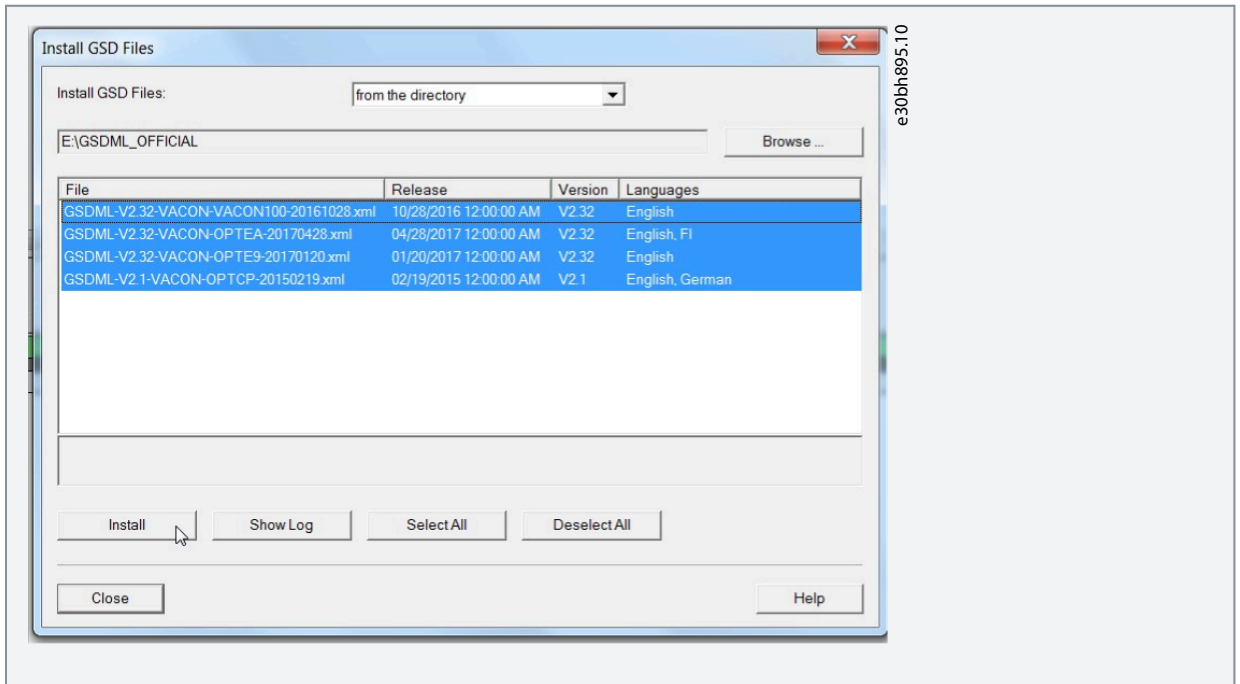 Install GSD Files
X
Install GSD Files:
from the directory
E:\GSDML_OFFICIAL
Browse ...
File Release Version Languages
GSDML-V2.32-VACON-VACON100-20161028.xml 10/28/2016 12:00:00 AM V2.32 English
GSDML-V2.32-VACON-OPTEA-20170428.xml 04/28/2017 12:00:00 AM V2.32 English, FI
GSDML-V2.32-VACON-OPTE9-20170120.xml 01/20/2017 12:00:00 AM V2.32 English
GSDML-V2.1-VACON-OPTCP-20150219.xml 02/19/2015 12:00:00 AM V2.1 English, German
Install Show Log Select All Deselect All
Close Help
e30bh895.10